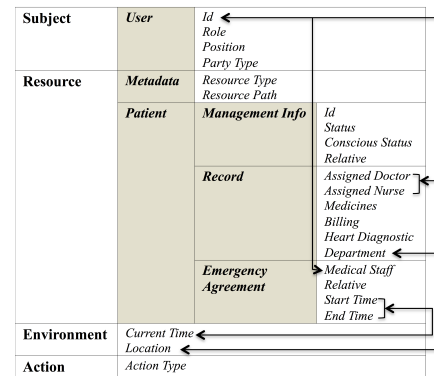 Subject User Id
Role
Position
Party Type
Resource Metadata Resource Type
Resource Path
Patient Management Info Id
Status
Conscious Status
Relative
Record Assigned Doctor
Assigned Nurse
Medicines
Billing
Heart Diagnostic
Department
Emergency Medical Staff
Agreement Relative
Start Time
End Time
Environment Current Time
Location
Action Action Type